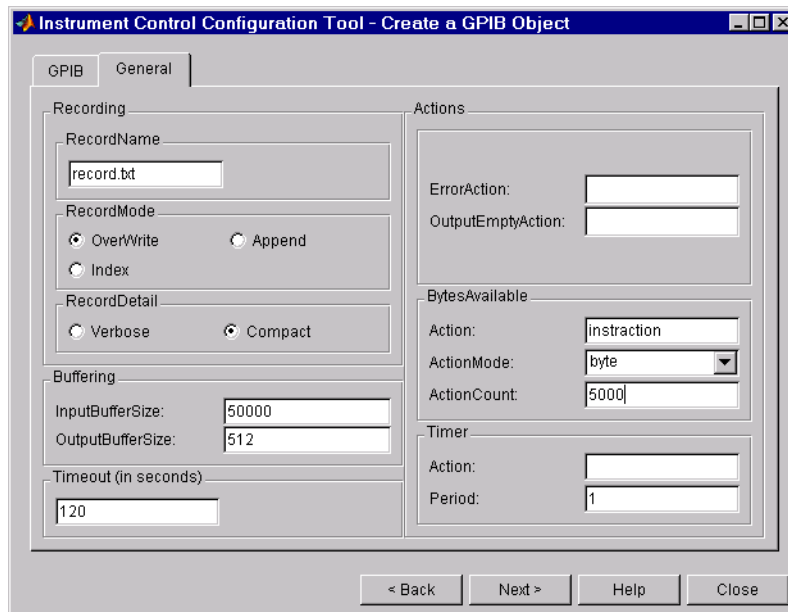 Instrument Control Configuration Tool - Create a GPIB Object
GPIB General
Recording
RecordName
record.txt
RecordMode
OverWrite Append
Index
RecordDetail
Verbose Compact
Buffering
InputBufferSize: 50000
OutputBufferSize: 512
Timeout (in seconds)
120
Actions
ErrorAction:
OutputEmptyAction:
BytesAvailable
Action: instraction
ActionMode: byte
ActionCount: 5000
Timer
Action:
Period: 1
< Back Next > Help Close